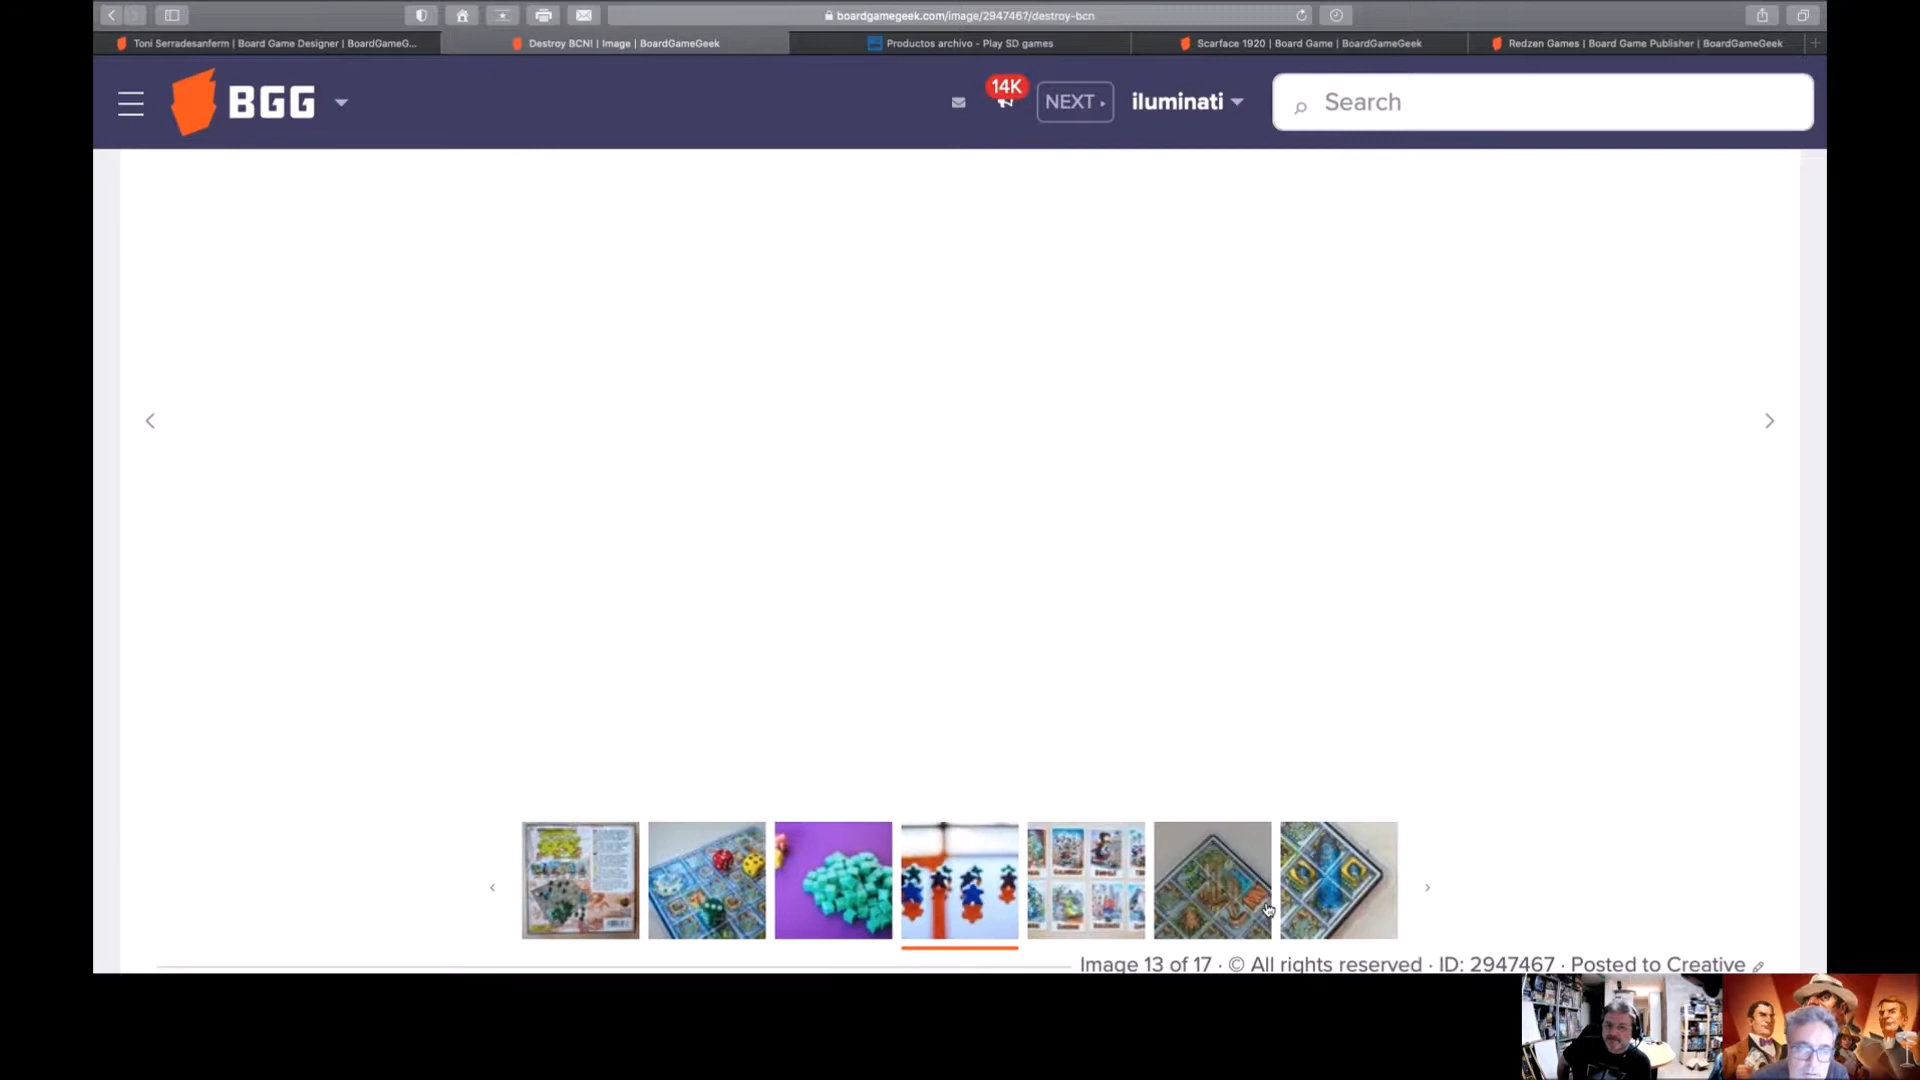 boardgamegeek.com/image/2947467/destroy-bcn
Toni Serradesanferm | Board Game Designer | BoardGameG...
Destroy BCN! | Image | BoardGameGeek
Productos archivo - Play SD games
Scarface 1920 | Board Game | BoardGameGeek
Redzen Games | Board Game Publisher | BoardGameGeek
BGG
14K
NEXT
iluminati
Search
Image 13 of 17 · © All rights reserved · ID: 2947467 · Posted to Creative